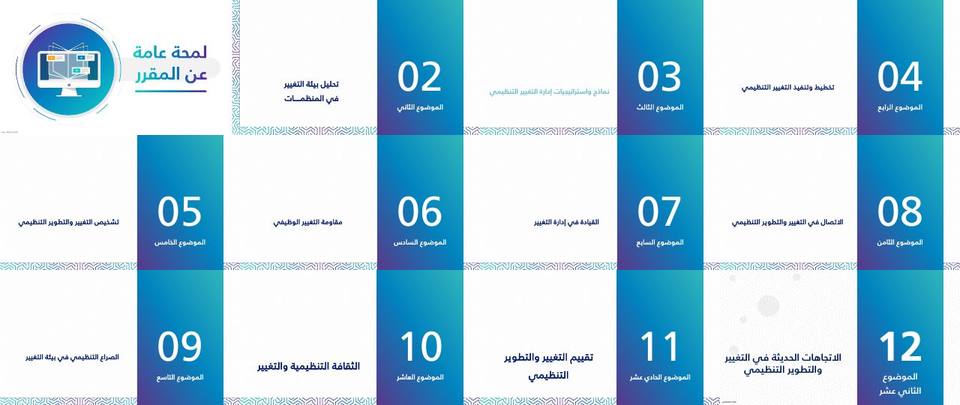 لمحة عامة
عن المقرر
02
الموضوع الثاني
تحليل بيئة التغيير
في المنظمـــات
03
الموضوع الثالث
نماذج واستراتيجيات إدارة التغيير التنظيمي
04
الموضوع الرابع
تخطيط وتنفيذ التغيير التنظيمي
05
الموضوع الخامس
تشخيص التغيير والتطوير التنظيمي
06
الموضوع السادس
مقاومة التغيير الوظيفي
07
الموضوع السابع
القيادة في إدارة التغيير
08
الموضوع الثامن
الاتصال في التغيير والتطوير التنظيمي
09
الموضوع التاسع
الصراع التنظيمي في بيئة التغيير
10
الموضوع العاشر
الثقافة التنظيمية والتغيير
11
الموضوع الحادي عشر
تقييم التغيير والتطوير
التنظيمي
12
الموضوع
الثاني عشر
الاتجاهات الحديثة في التغيير
والتطوير التنظيمي